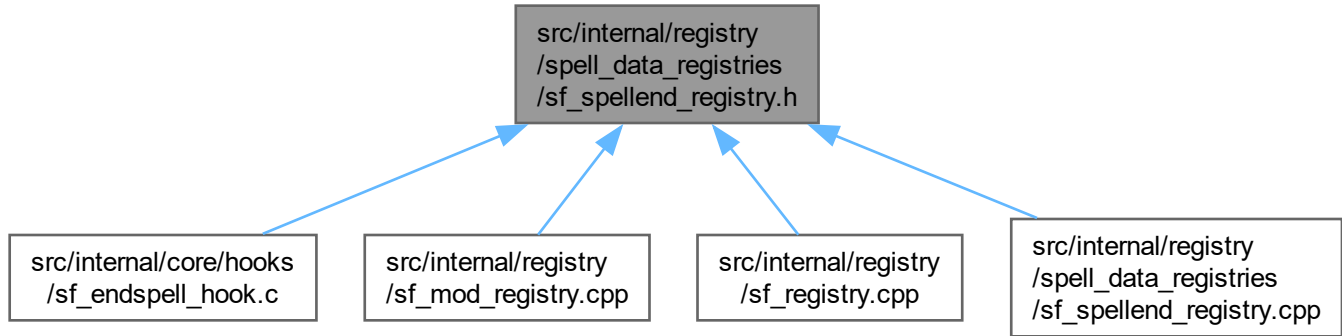 src/internal/registry
/spell_data_registries
/sf_spellend_registry.h
src/internal/core/hooks
/sf_endspell_hook.c
src/internal/registry
/sf_mod_registry.cpp
src/internal/registry
/sf_registry.cpp
src/internal/registry
/spell_data_registries
/sf_spellend_registry.cpp